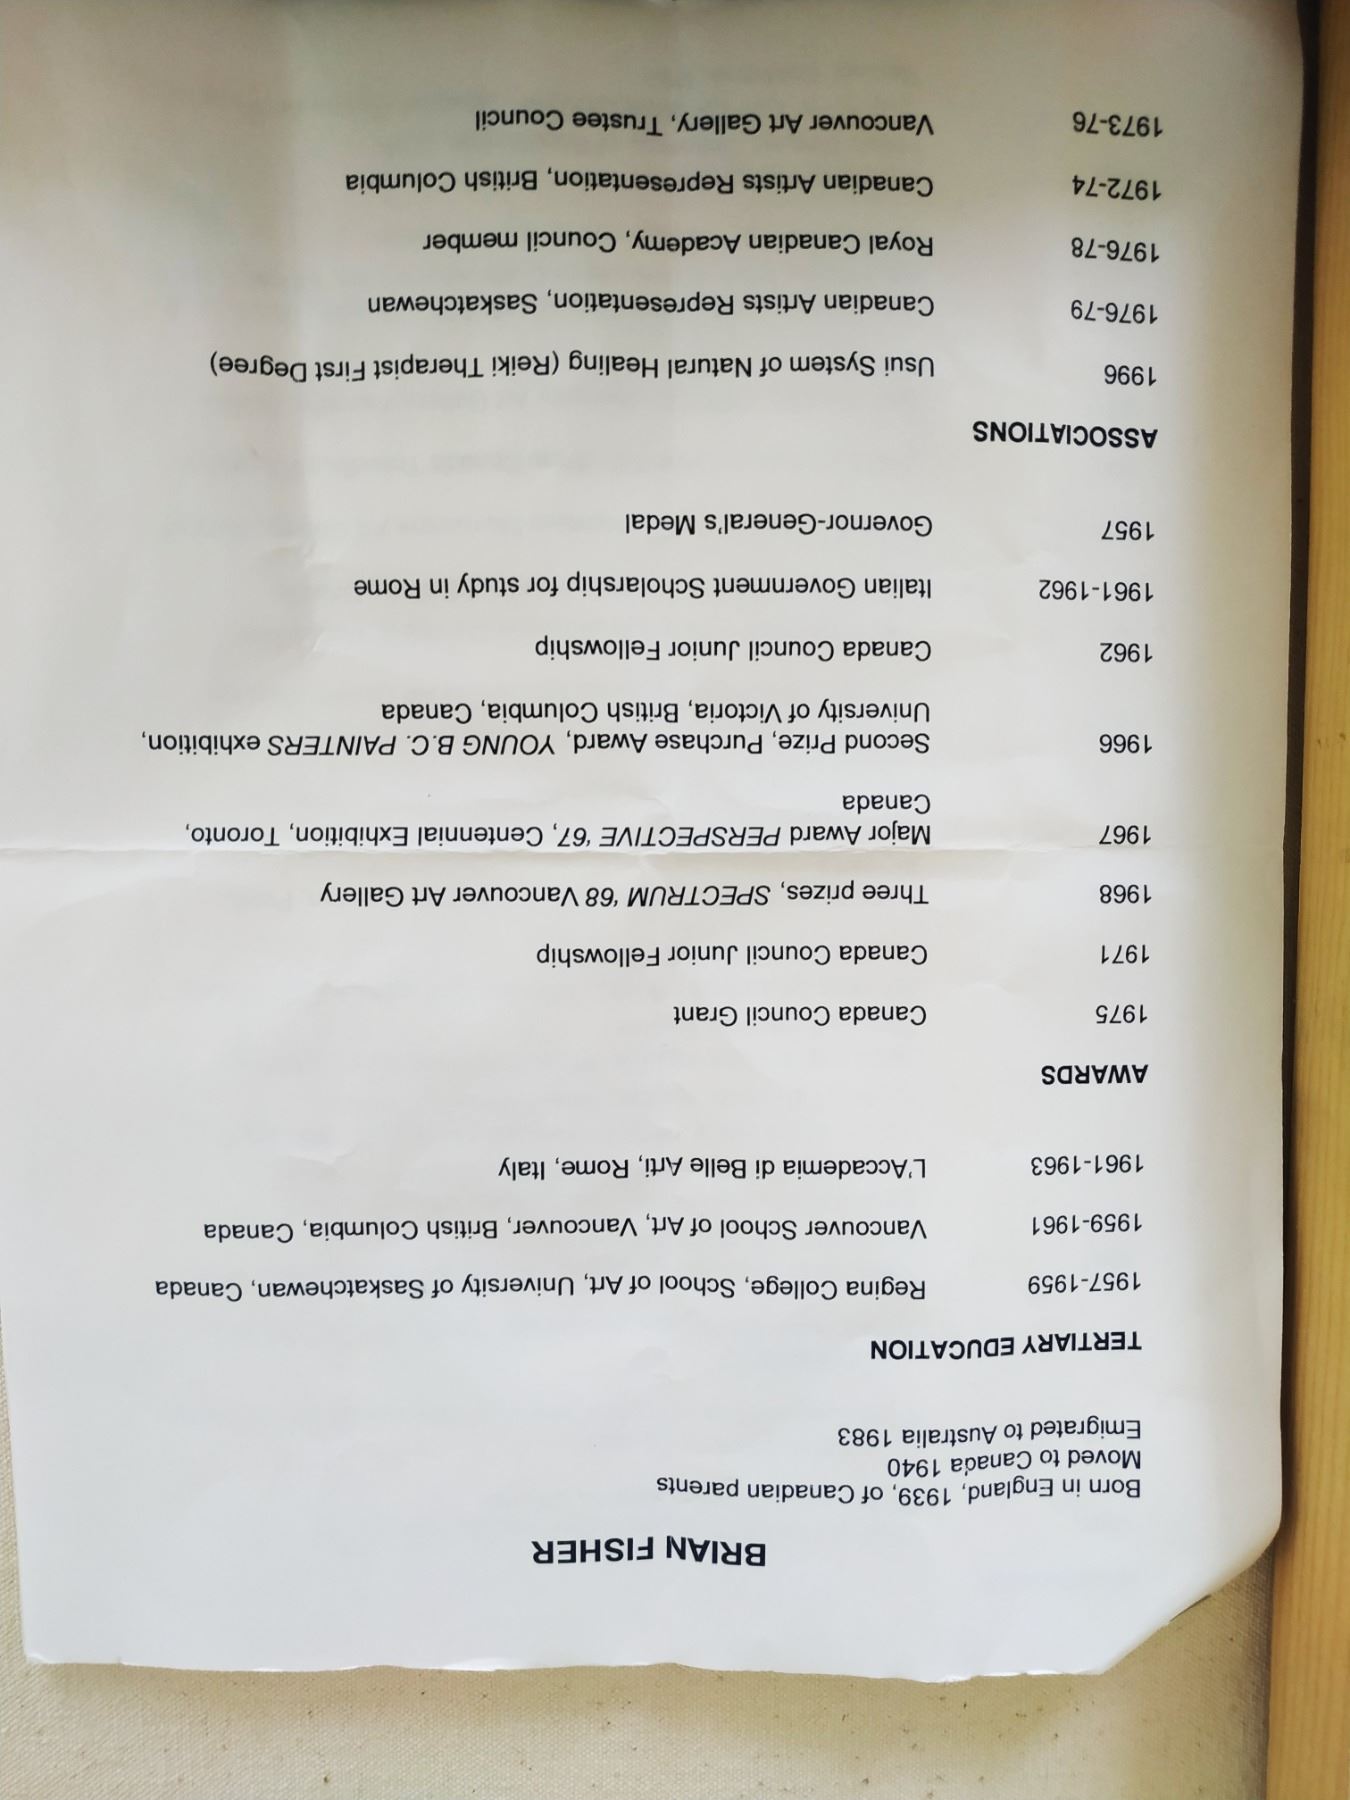 BRIAN FISHER
Born in England, 1939, of Canadian parents
Moved to Canada 1940
Emigrated to Australia 1983
TERTIARY EDUCATION
1957-1959 Regina College, School of Art, University of Saskatchewan, Canada
1959-1961 Vancouver School of Art, Vancouver, British Columbia, Canada
1961-1963 L'Accademia di Belle Arti, Rome, Italy
AWARDS
1975 Canada Council Grant
1971 Canada Council Junior Fellowship
1968 Three prizes, SPECTRUM '68 Vancouver Art Gallery
1967 Major Award PERSPECTIVE '67, Centennial Exhibition, Toronto,
Canada
1966 Second Prize, Purchase Award, YOUNG B.C. PAINTERS exhibition,
University of Victoria, British Columbia, Canada
1962 Canada Council Junior Fellowship
1961-1962 Italian Government Scholarship for study in Rome
1957 Governor-General's Medal
ASSOCIATIONS
1996 Usui System of Natural Healing (Reiki Therapist First Degree)
1976-79 Canadian Artists Representation, Saskatchewan
1976-78 Royal Canadian Academy, Council member
1972-74 Canadian Artists Representation, British Columbia
1973-76 Vancouver Art Gallery, Trustee Council